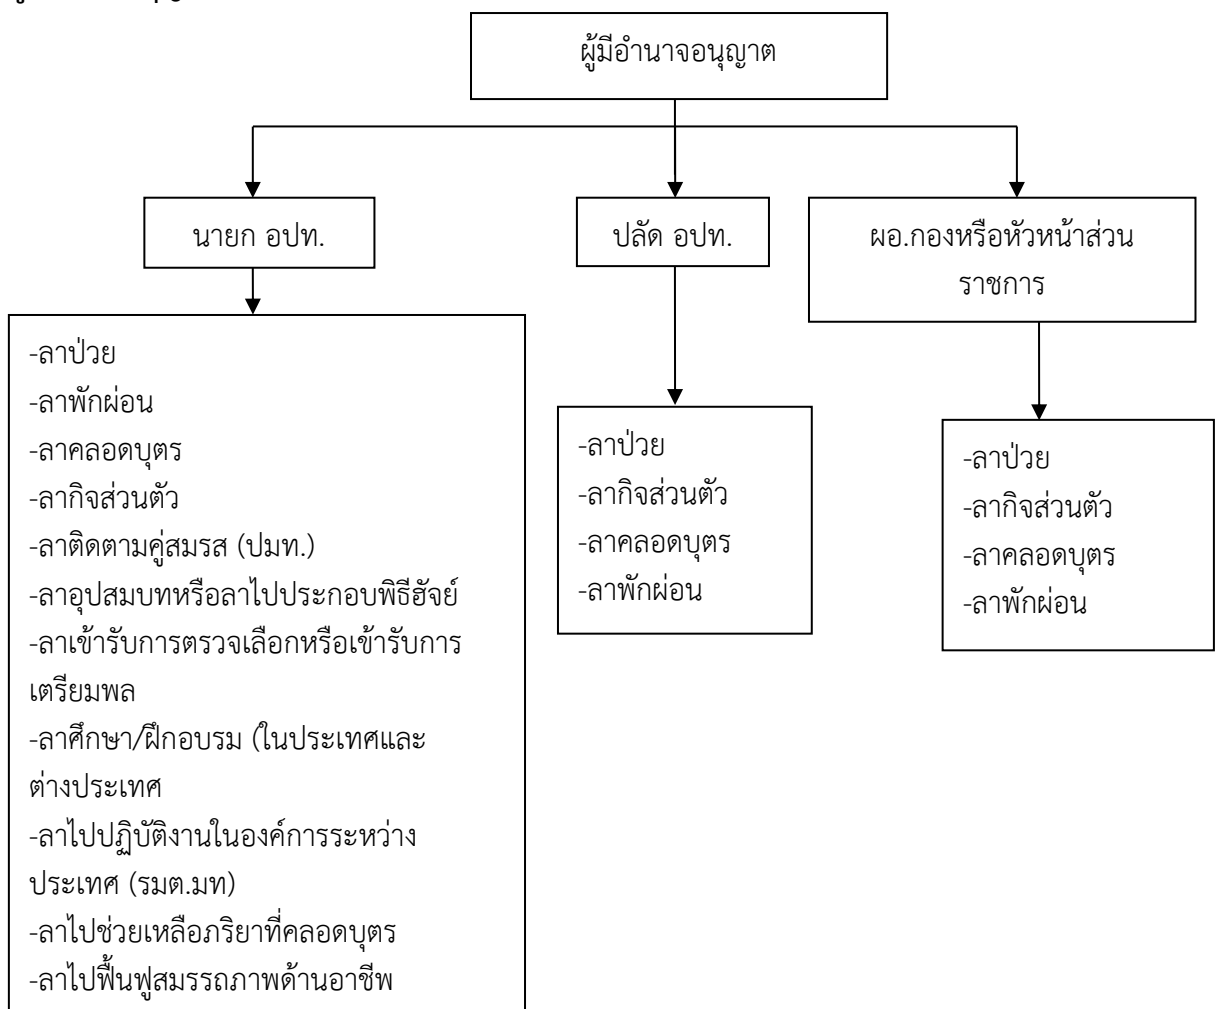 ผู้มีอำนาจอนุญาต
นายก อปท.
ปลัด อปท.
ผอ.กองหรือหัวหน้าส่วน
ราชการ
-ลาป่วย
-ลาพักผ่อน
-ลาคลอดบุตร
-ลากิจส่วนตัว
-ลาติดตามคู่สมรส (ปมท.)
-ลาอุปสมบทหรือลาไปประกอบพิธีฮัจย์
-ลาเข้ารับการตรวจเลือกหรือเข้ารับการ
เตรียมพล
-ลาศึกษา/ฝึกอบรม (ในประเทศและ
ต่างประเทศ
-ลาไปปฏิบัติงานในองค์การระหว่าง
ประเทศ (รมต.มท)
-ลาไปช่วยเหลือภริยาที่คลอดบุตร
-ลาไปฟื้นฟูสมรรถภาพด้านอาชีพ
-ลาป่วย
-ลากิจส่วนตัว
-ลาคลอดบุตร
-ลาพักผ่อน
-ลาป่วย
-ลากิจส่วนตัว
-ลาคลอดบุตร
-ลาพักผ่อน